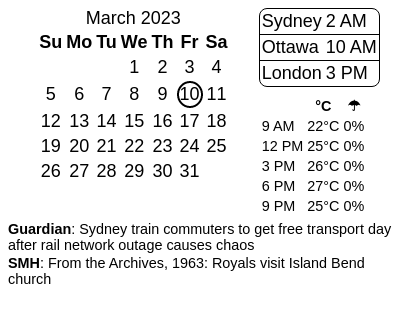 March 2023
Su Mo Tu We Th Fr Sa
1 2 3 4
5 6 7 8 9 10 11
12 13 14 15 16 17 18
19 20 21 22 23 24 25
26 27 28 29 30 31
Sydney 2 AM
Ottawa 10 AM
London 3 PM
°C ☂
9 AM 22°C 0%
12 PM 25°C 0%
3 PM 26°C 0%
6 PM 27°C 0%
9 PM 25°C 0%
Guardian: Sydney train commuters to get free transport day
after rail network outage causes chaos
SMH: From the Archives, 1963: Royals visit Island Bend
church